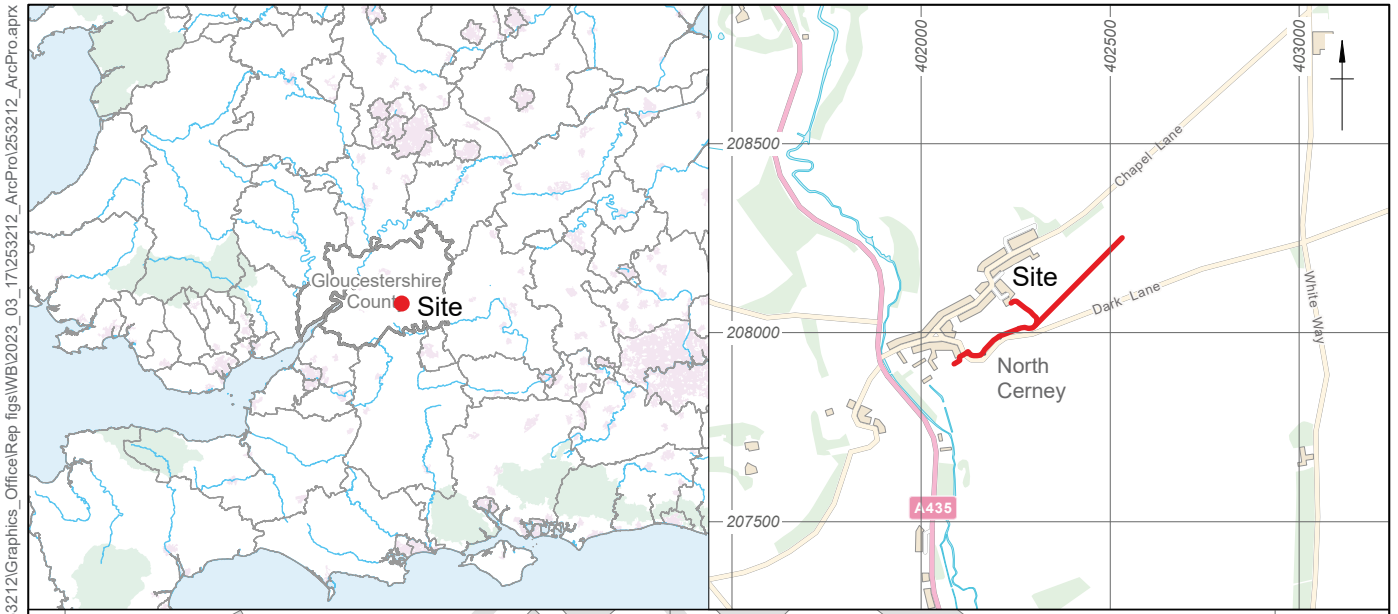 3212\Graphics_Office\Rep figs\WB\2023_03_17\253212_ArcPro\253212_ArcPro.aprx
Gloucestershire
Count
Site
402000
402500
403000
208500
208000
207500
Chapel Lane
Site
Dark Lane
White Way
North
Cerney
A435